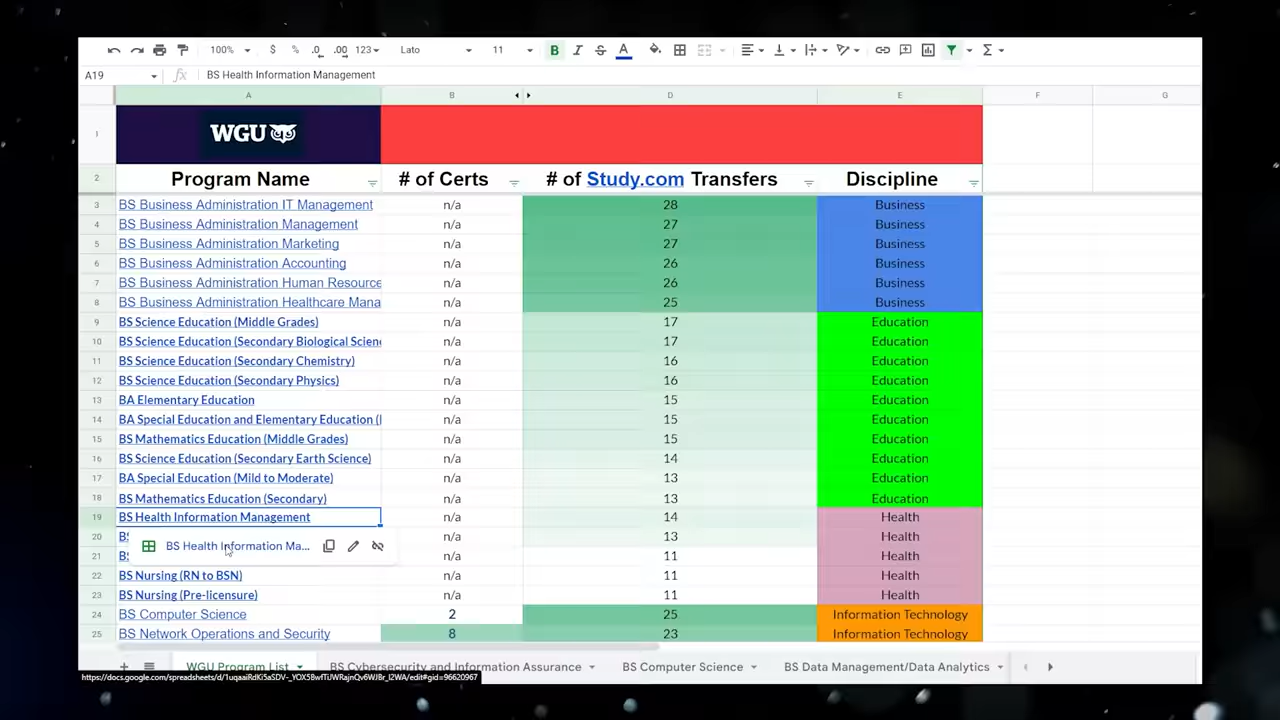 100% $ % .0 .00 123 Lato 11 B I S A Σ
A19 fx BS Health Information Management
A B D E F G
1 WGU
2 Program Name # of Certs # of Study.com Transfers Discipline
3 BS Business Administration IT Management n/a 28 Business
4 BS Business Administration Management n/a 27 Business
5 BS Business Administration Marketing n/a 27 Business
6 BS Business Administration Accounting n/a 26 Business
7 BS Business Administration Human Resource n/a 26 Business
8 BS Business Administration Healthcare Mana n/a 25 Business
9 BS Science Education (Middle Grades) n/a 17 Education
10 BS Science Education (Secondary Biological Scien n/a 17 Education
11 BS Science Education (Secondary Chemistry) n/a 16 Education
12 BS Science Education (Secondary Physics) n/a 16 Education
13 BA Elementary Education n/a 15 Education
14 BA Special Education and Elementary Education ( n/a 15 Education
15 BS Mathematics Education (Middle Grades) n/a 15 Education
16 BS Science Education (Secondary Earth Science) n/a 14 Education
17 BA Special Education (Mild to Moderate) n/a 13 Education
18 BS Mathematics Education (Secondary) n/a 13 Education
19 BS Health Information Management n/a 14 Health
20 BS n/a 13 Health
BS Health Information Ma...
21 BS n/a 11 Health
22 BS Nursing (RN to BSN) n/a 11 Health
23 BS Nursing (Pre-licensure) n/a 11 Health
24 BS Computer Science 2 25 Information Technology
25 BS Network Operations and Security 8 23 Information Technology
WGU Program List BS Cybersecurity and Information Assurance BS Computer Science BS Data Management/Data Analytics